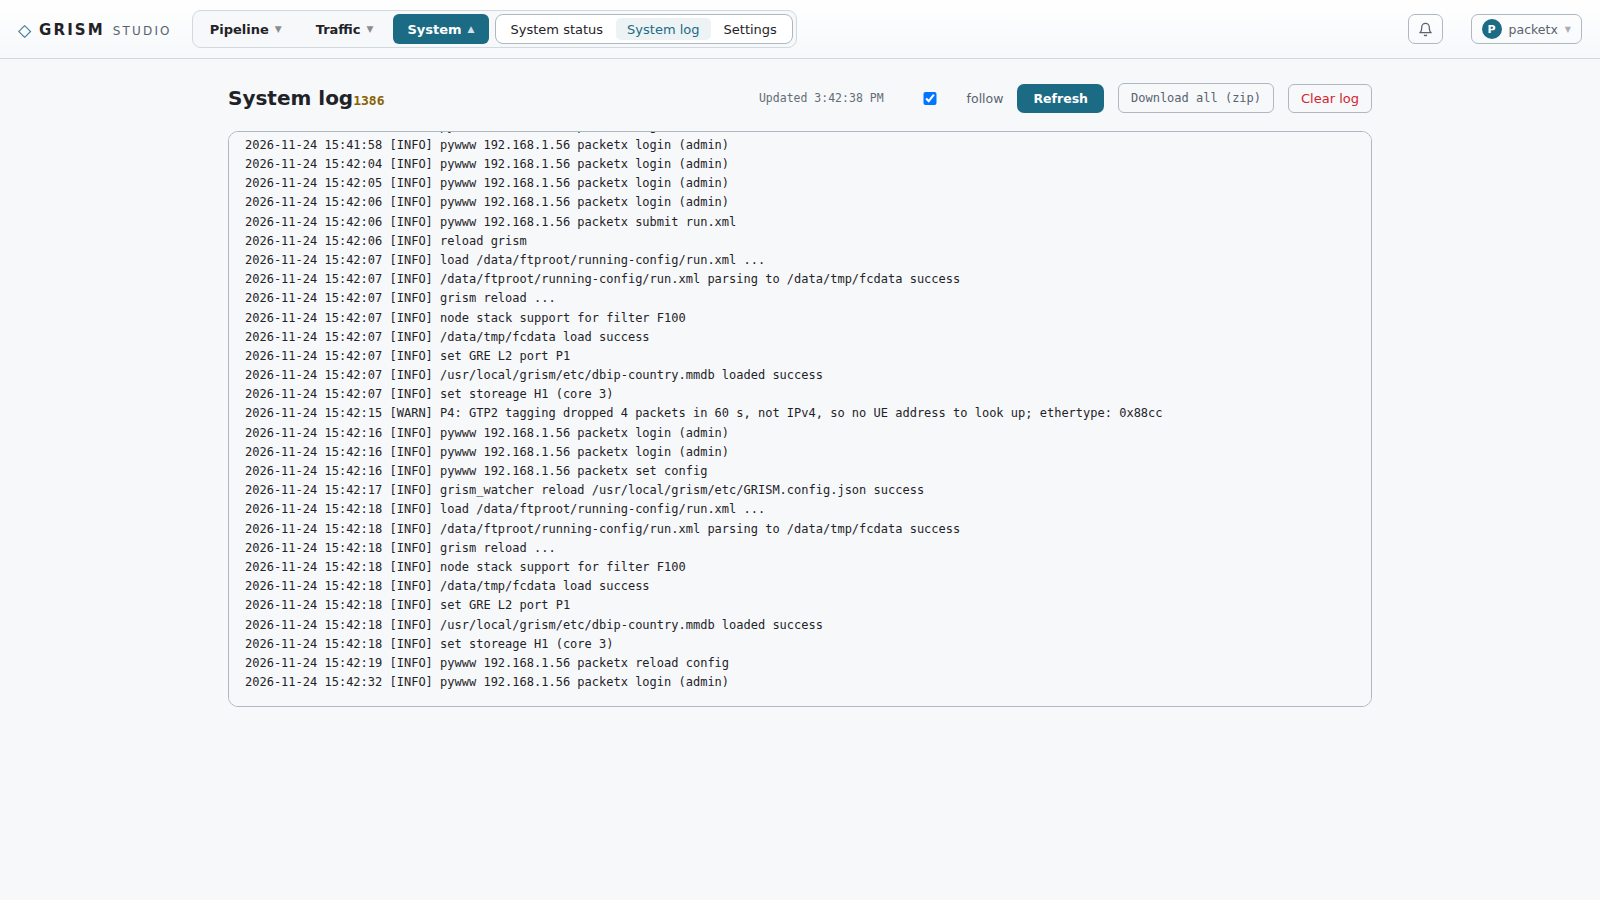 ◇ GRISM STUDIO
Pipeline ▼
Traffic ▼
System ▲
System status
System log
Settings
P packetx ▼
System log1386
Updated 3:42:38 PM
follow
Refresh
Download all (zip)
Clear log
2026-11-24 15:41:58 [INFO] pywww 192.168.1.56 packetx login (admin)
2026-11-24 15:42:04 [INFO] pywww 192.168.1.56 packetx login (admin)
2026-11-24 15:42:05 [INFO] pywww 192.168.1.56 packetx login (admin)
2026-11-24 15:42:06 [INFO] pywww 192.168.1.56 packetx login (admin)
2026-11-24 15:42:06 [INFO] pywww 192.168.1.56 packetx submit run.xml
2026-11-24 15:42:06 [INFO] reload grism
2026-11-24 15:42:07 [INFO] load /data/ftproot/running-config/run.xml ...
2026-11-24 15:42:07 [INFO] /data/ftproot/running-config/run.xml parsing to /data/tmp/fcdata success
2026-11-24 15:42:07 [INFO] grism reload ...
2026-11-24 15:42:07 [INFO] node stack support for filter F100
2026-11-24 15:42:07 [INFO] /data/tmp/fcdata load success
2026-11-24 15:42:07 [INFO] set GRE L2 port P1
2026-11-24 15:42:07 [INFO] /usr/local/grism/etc/dbip-country.mmdb loaded success
2026-11-24 15:42:07 [INFO] set storeage H1 (core 3)
2026-11-24 15:42:15 [WARN] P4: GTP2 tagging dropped 4 packets in 60 s, not IPv4, so no UE address to look up; ethertype: 0x88cc
2026-11-24 15:42:16 [INFO] pywww 192.168.1.56 packetx login (admin)
2026-11-24 15:42:16 [INFO] pywww 192.168.1.56 packetx login (admin)
2026-11-24 15:42:16 [INFO] pywww 192.168.1.56 packetx set config
2026-11-24 15:42:17 [INFO] grism_watcher reload /usr/local/grism/etc/GRISM.config.json success
2026-11-24 15:42:18 [INFO] load /data/ftproot/running-config/run.xml ...
2026-11-24 15:42:18 [INFO] /data/ftproot/running-config/run.xml parsing to /data/tmp/fcdata success
2026-11-24 15:42:18 [INFO] grism reload ...
2026-11-24 15:42:18 [INFO] node stack support for filter F100
2026-11-24 15:42:18 [INFO] /data/tmp/fcdata load success
2026-11-24 15:42:18 [INFO] set GRE L2 port P1
2026-11-24 15:42:18 [INFO] /usr/local/grism/etc/dbip-country.mmdb loaded success
2026-11-24 15:42:18 [INFO] set storeage H1 (core 3)
2026-11-24 15:42:19 [INFO] pywww 192.168.1.56 packetx reload config
2026-11-24 15:42:32 [INFO] pywww 192.168.1.56 packetx login (admin)